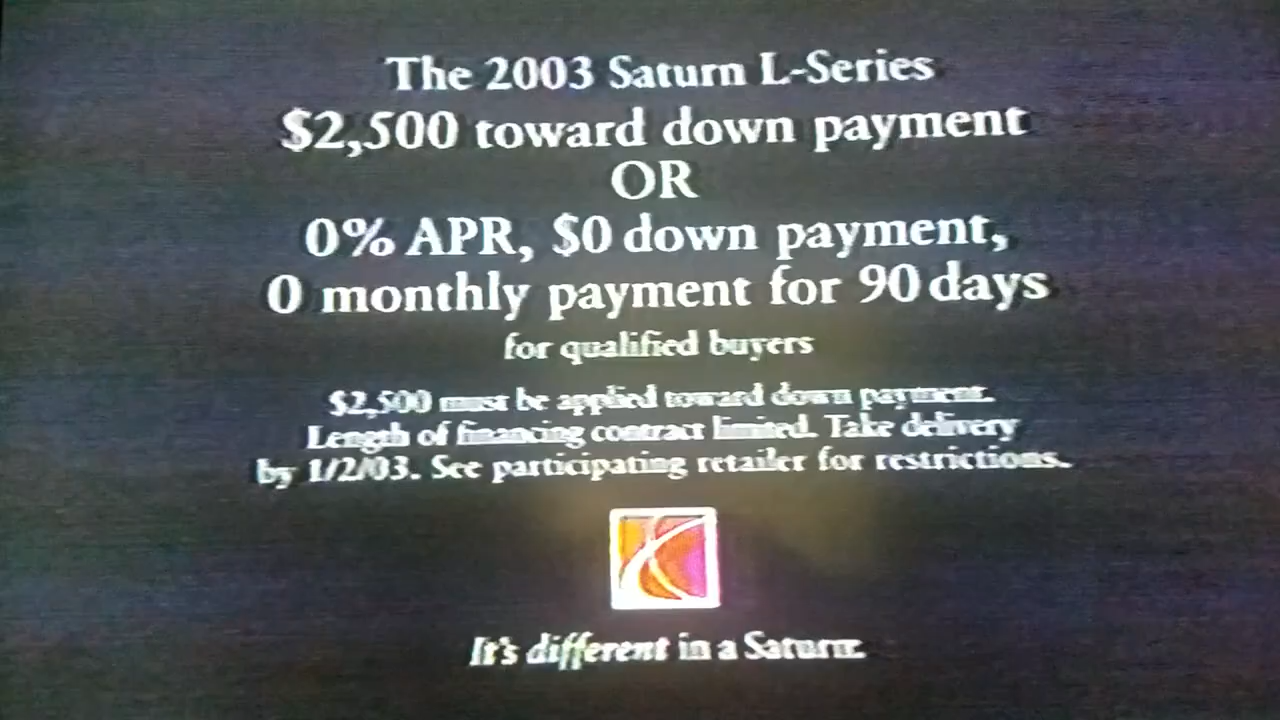 The 2003 Saturn L-Series
$2,500 toward down payment
OR
0% APR, $0 down payment,
0 monthly payment for 90 days
for qualified buyers
$2,500 must be applied toward down payment.
Length of financing contract limited. Take delivery
by 1/2/03. See participating retailer for restrictions.
It's different in a Saturn.